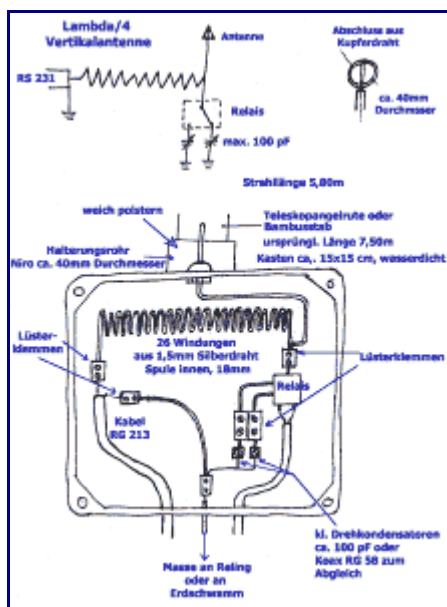 Lambda/4
Vertikalantenne
Antenne
RS 231
Relais
max. 100 pF
Abschluss aus
Kupferdraht
ca. 40mm
Durchmesser
Strahllänge 5,80m
weich polstern
Teleskopangelrute oder
Bambusstab
ursprüngl. Länge 7,50m
Kasten ca. 15x15 cm, wasserdicht
Halterungsrohr
Niro ca. 40mm Durchmesser
26 Windungen
aus 1,5mm Silberdraht
Spule innen, 18mm
Lüster-
klemmen
Relais
Lüsterklemmen
Kabel
RG 213
kl. Drehkondensatoren
ca. 100 pF oder
Koax RG 58 zum
Abgleich
Masse an Reling
oder an
Erdschwamm